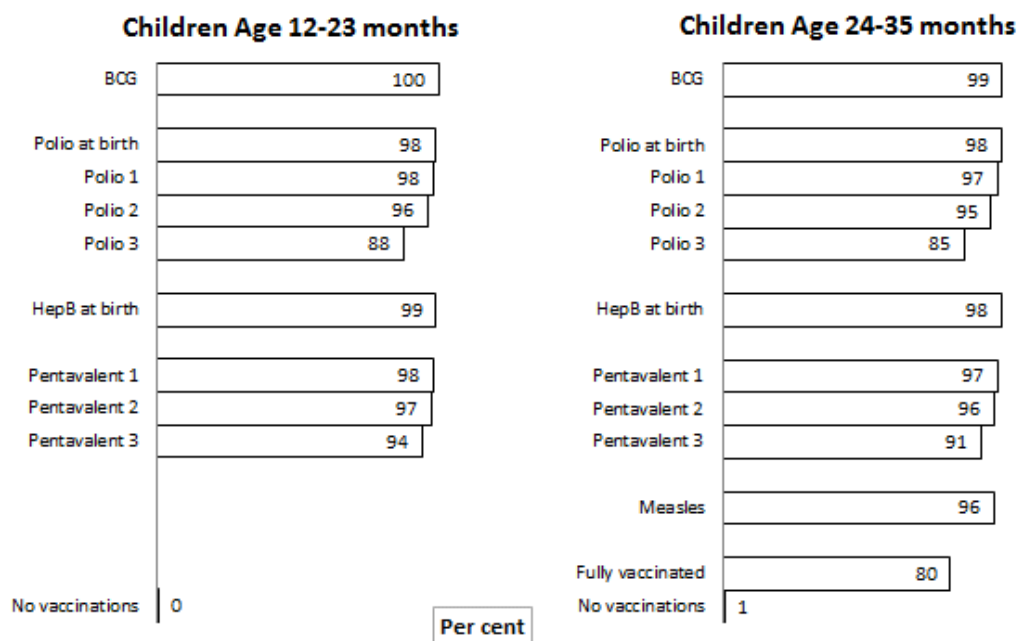 Children Age 12-23 months
BCG 100
Polio at birth 98
Polio 1 98
Polio 2 96
Polio 3 88
HepB at birth 99
Pentavalent 1 98
Pentavalent 2 97
Pentavalent 3 94
No vaccinations 0
Children Age 24-35 months
BCG 99
Polio at birth 98
Polio 1 97
Polio 2 95
Polio 3 85
HepB at birth 98
Pentavalent 1 97
Pentavalent 2 96
Pentavalent 3 91
Measles 96
Fully vaccinated 80
No vaccinations 1
Per cent